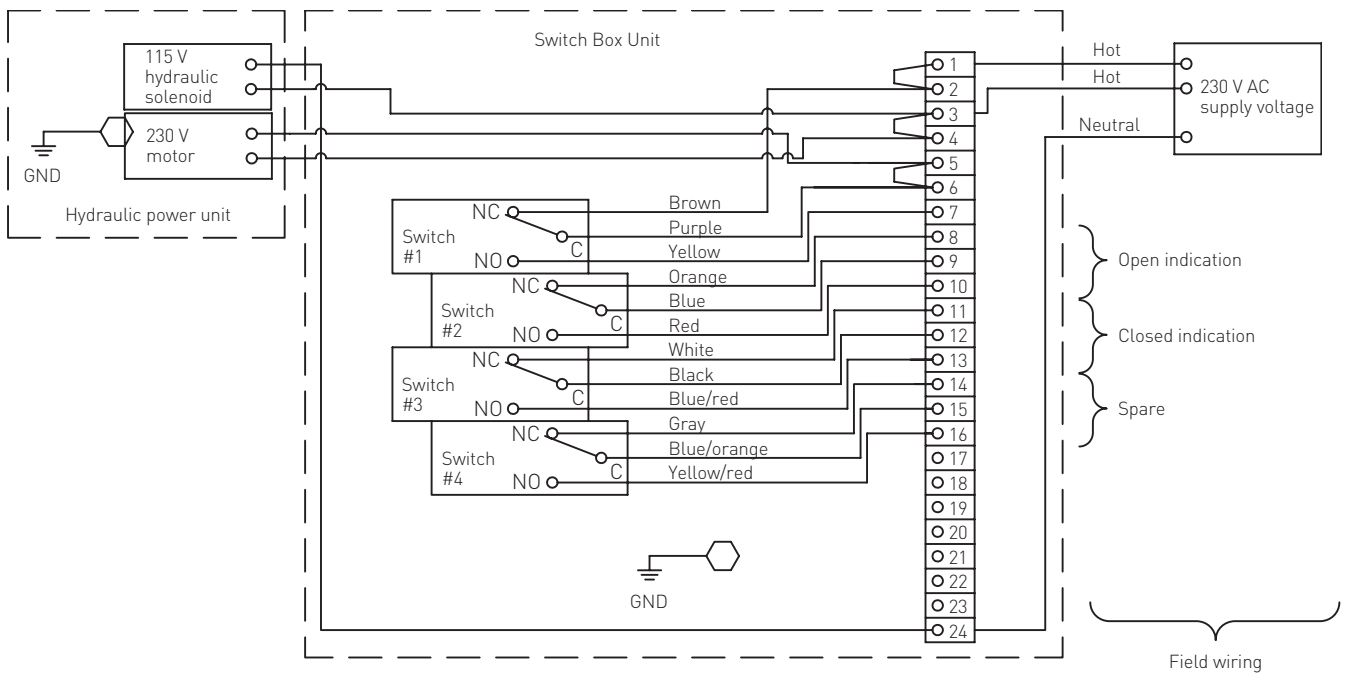 Switch Box Unit
115 V
hydraulic
solenoid
230 V
motor
GND
Hydraulic power unit
Hot
Hot
Neutral
230 V AC
supply voltage
1
2
3
4
5
6
7
8
9
10
11
12
13
14
15
16
17
18
19
20
21
22
23
24
Switch
#1
NC
C
NO
Brown
Purple
Yellow
Switch
#2
NC
C
NO
Orange
Blue
Red
Switch
#3
NC
C
NO
White
Black
Blue/red
Switch
#4
NC
C
NO
Gray
Blue/orange
Yellow/red
Open indication
Closed indication
Spare
GND
Field wiring